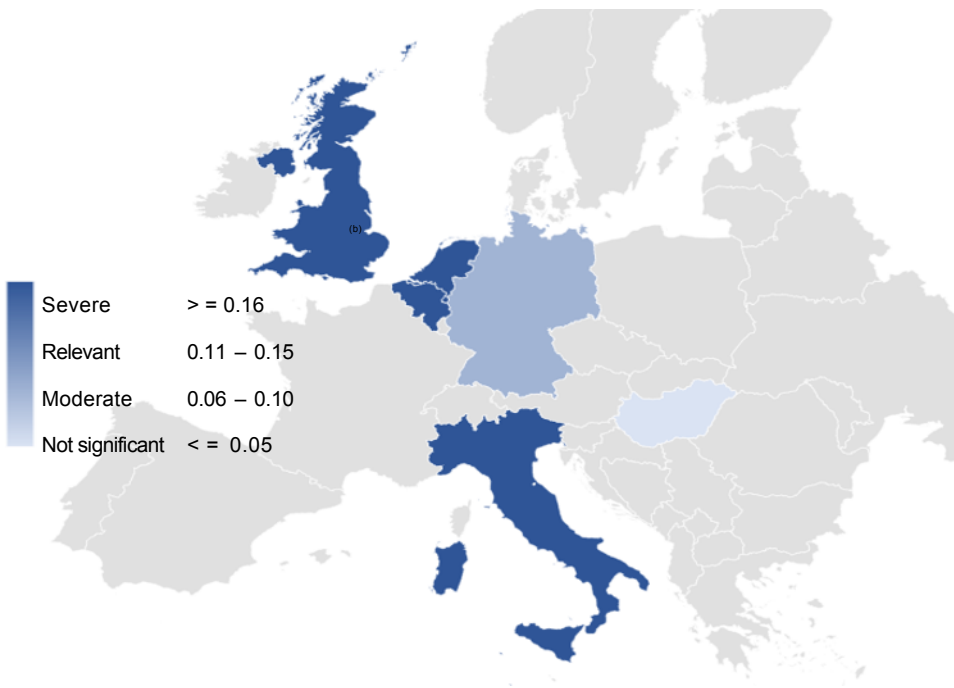 (b)
Severe > = 0.16
Relevant 0.11 – 0.15
Moderate 0.06 – 0.10
Not significant < = 0.05